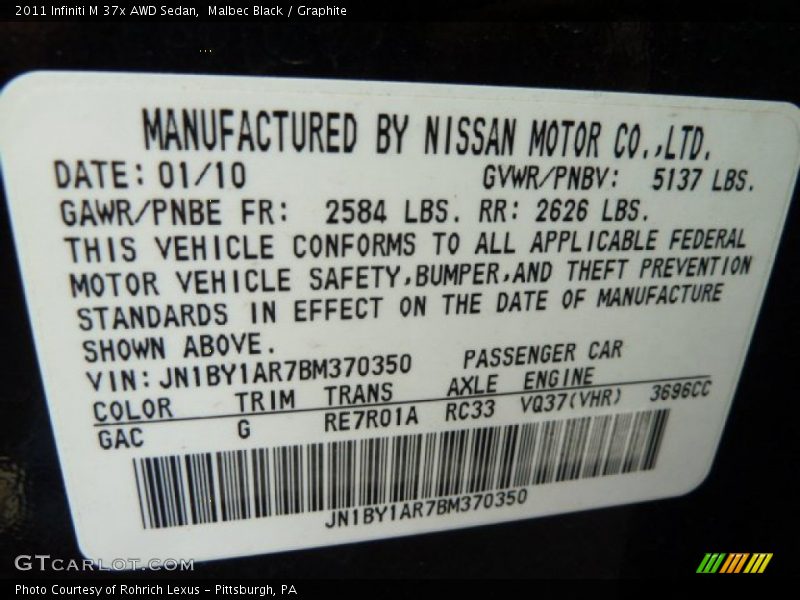 2011 Infiniti M 37x AWD Sedan,  Malbec Black / Graphite
MANUFACTURED BY NISSAN MOTOR CO.,LTD.
DATE: 01/10 GVWR/PNBV: 5137 LBS.
GAWR/PNBE FR: 2584 LBS. RR: 2626 LBS.
THIS VEHICLE CONFORMS TO ALL APPLICABLE FEDERAL
MOTOR VEHICLE SAFETY,BUMPER,AND THEFT PREVENTION
STANDARDS IN EFFECT ON THE DATE OF MANUFACTURE
SHOWN ABOVE.
VIN: JN1BY1AR7BM370350 PASSENGER CAR
COLOR TRIM TRANS AXLE ENGINE
GAC G RE7R01A RC33 VQ37(VHR) 3696CC
JN1BY1AR7BM370350
GTCARLOT.COM
Photo Courtesy of Rohrich Lexus - Pittsburgh, PA